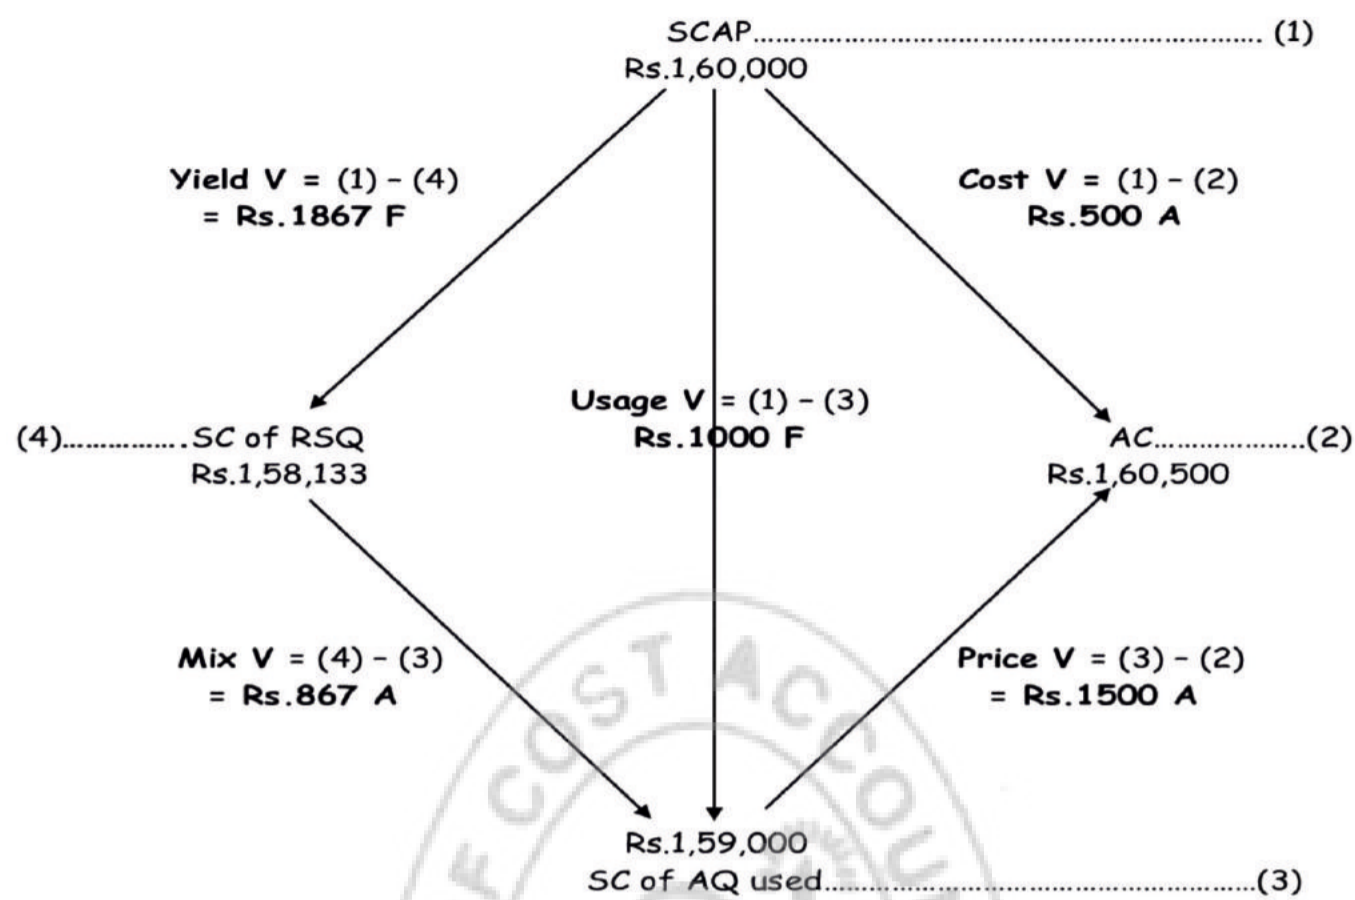 SCAP............................................................... (1)
Rs.1,60,000
Yield V = (1) - (4)
= Rs.1867 F
Cost V = (1) - (2)
Rs.500 A
Usage V = (1) - (3)
Rs.1000 F
(4)................SC of RSQ
Rs.1,58,133
AC...................(2)
Rs.1,60,500
Mix V = (4) - (3)
= Rs.867 A
Price V = (3) - (2)
= Rs.1500 A
Rs.1,59,000
SC of AQ used......................................................(3)
F COST ACCOU